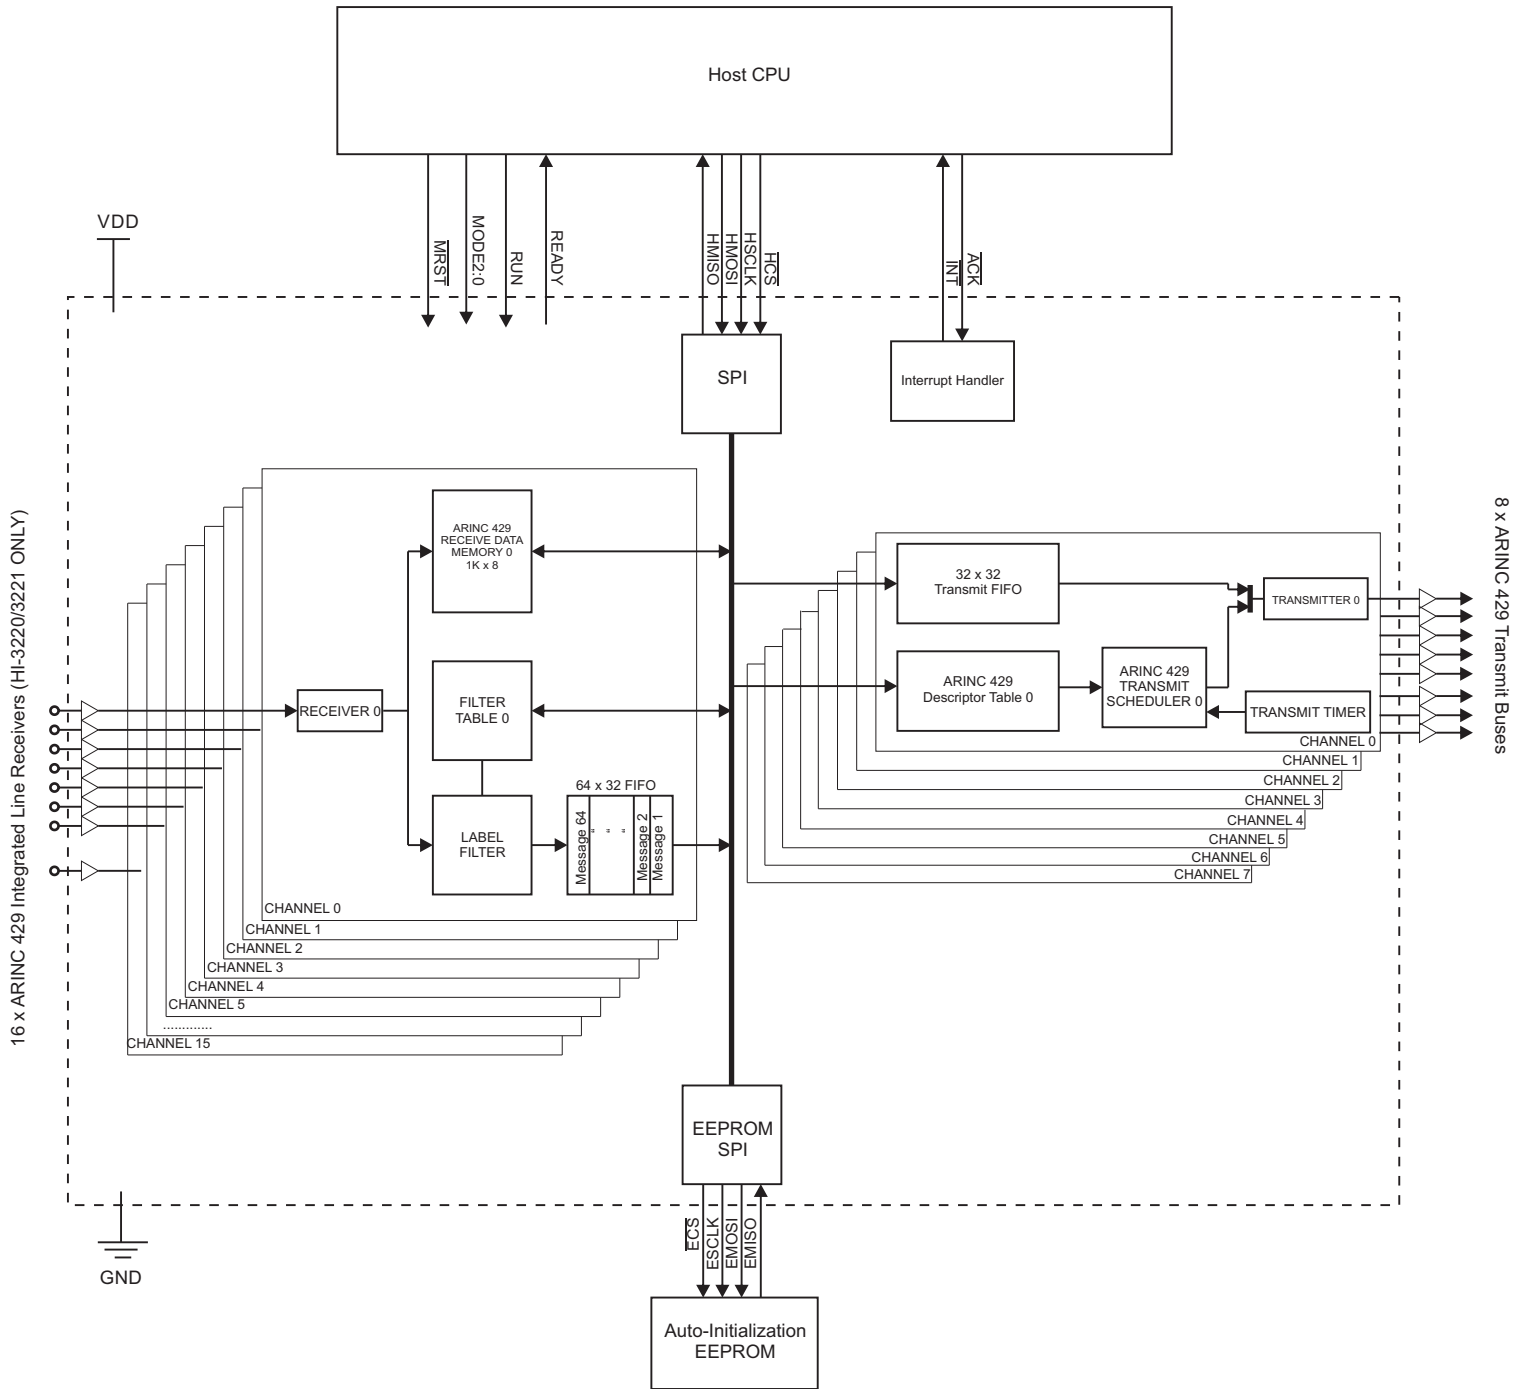 Host CPU
VDD
MRST
MODE2:0
RUN
READY
HMISO
HMOSI
HSCLK
HCS
INT
ACK
SPI
Interrupt Handler
16 x ARINC 429 Integrated Line Receivers (HI-3220/3221 ONLY)
ARINC 429
RECEIVE DATA
MEMORY 0
1K x 8
RECEIVER 0
FILTER
TABLE 0
LABEL
FILTER
64 x 32 FIFO
Message 64
" " "
Message 2
Message 1
CHANNEL 0
CHANNEL 1
CHANNEL 2
CHANNEL 3
CHANNEL 4
CHANNEL 5
.............
CHANNEL 15
32 x 32
Transmit FIFO
TRANSMITTER 0
ARINC 429
Descriptor Table 0
ARINC 429
TRANSMIT
SCHEDULER 0
TRANSMIT TIMER
CHANNEL 0
CHANNEL 1
CHANNEL 2
CHANNEL 3
CHANNEL 4
CHANNEL 5
CHANNEL 6
CHANNEL 7
8 x ARINC 429 Transmit Buses
EEPROM
SPI
ECS
ESCLK
EMOSI
EMISO
GND
Auto-Initialization
EEPROM